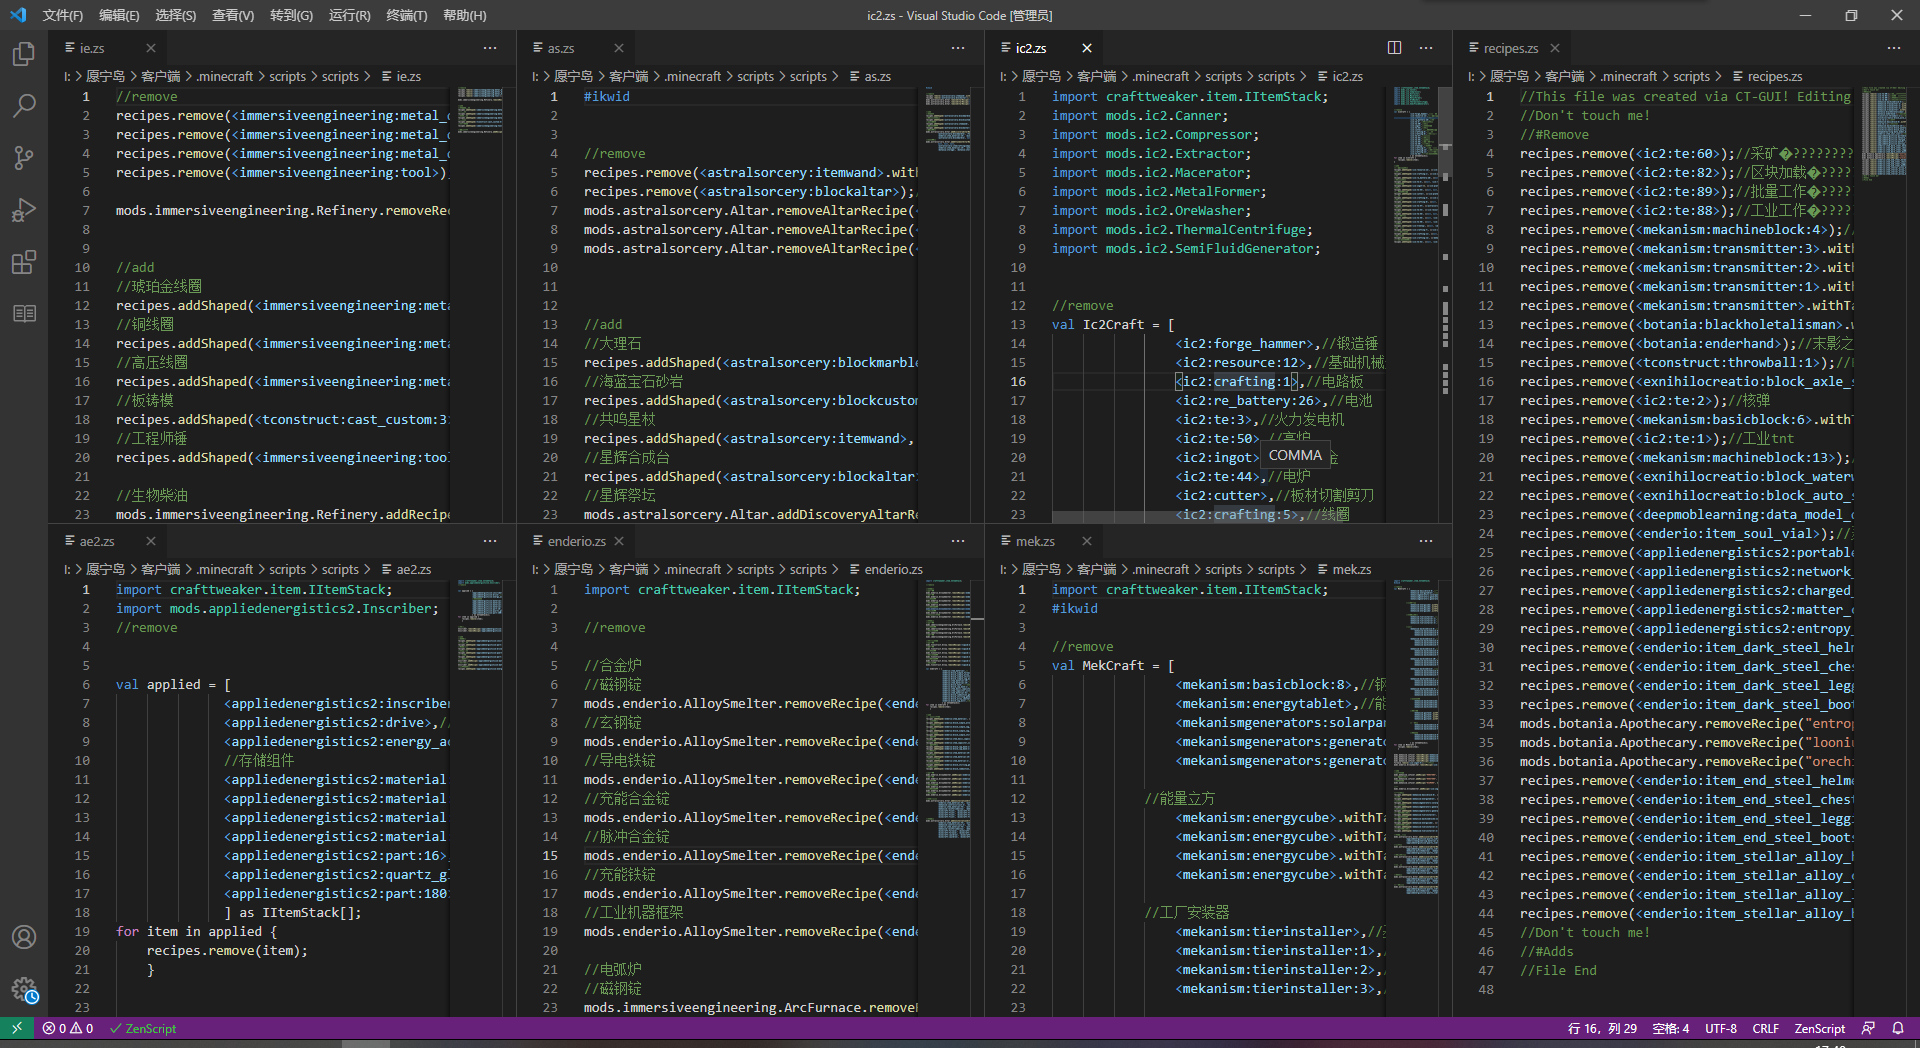 文件(F) 编辑(E) 选择(S) 查看(V) 转到(G) 运行(R) 终端(T) 帮助(H)
ic2.zs - Visual Studio Code [管理员]
ie.zs
I: > 愿宁岛 > 客户端 > .minecraft > scripts > scripts > ie.zs
1 //remove
2 recipes.remove(<immersiveengineering:metal_
3 recipes.remove(<immersiveengineering:metal_
4 recipes.remove(<immersiveengineering:metal_
5 recipes.remove(<immersiveengineering:tool>)
6
7 mods.immersiveengineering.Refinery.removeRe
8
9
10 //add
11 //琥珀金线圈
12 recipes.addShaped(<immersiveengineering:met
13 //铜线圈
14 recipes.addShaped(<immersiveengineering:met
15 //高压线圈
16 recipes.addShaped(<immersiveengineering:met
17 //板铸模
18 recipes.addShaped(<tconstruct:cast_custom:3
19 //工程师锤
20 recipes.addShaped(<immersiveengineering:too
21
22 //生物柴油
23 mods.immersiveengineering.Refinery.addRecip
as.zs
I: > 愿宁岛 > 客户端 > .minecraft > scripts > scripts > as.zs
1 #ikwid
2
3
4 //remove
5 recipes.remove(<astralsorcery:itemwand>.wit
6 recipes.remove(<astralsorcery:blockaltar>);
7 mods.astralsorcery.Altar.removeAltarRecipe(
8 mods.astralsorcery.Altar.removeAltarRecipe(
9 mods.astralsorcery.Altar.removeAltarRecipe(
10
11
12
13 //add
14 //大理石
15 recipes.addShaped(<astralsorcery:blockmarbl
16 //海蓝宝石砂岩
17 recipes.addShaped(<astralsorcery:blockcusto
18 //共鸣星杖
19 recipes.addShaped(<astralsorcery:itemwand>,
20 //星辉合成台
21 recipes.addShaped(<astralsorcery:blockaltar
22 //星辉祭坛
23 mods.astralsorcery.Altar.addDiscoveryAltarR
ic2.zs
I: > 愿宁岛 > 客户端 > .minecraft > scripts > scripts > ic2.zs
1 import crafttweaker.item.IItemStack;
2 import mods.ic2.Canner;
3 import mods.ic2.Compressor;
4 import mods.ic2.Extractor;
5 import mods.ic2.Macerator;
6 import mods.ic2.MetalFormer;
7 import mods.ic2.OreWasher;
8 import mods.ic2.ThermalCentrifuge;
9 import mods.ic2.SemiFluidGenerator;
10
11
12 //remove
13 val Ic2Craft = [
14 <ic2:forge_hammer>,//锻造锤
15 <ic2:resource:12>,//基础机械
16 <ic2:crafting:1>,//电路板
17 <ic2:re_battery:26>,//电池
18 <ic2:te:3>,//火力发电机
19 <ic2:te:50>,//高炉
20 <ic2:ingot> COMMA
21 <ic2:te:44>,//电炉
22 <ic2:cutter>,//板材切割剪刀
23 <ic2:crafting:5>,//线圈
recipes.zs
I: > 愿宁岛 > 客户端 > .minecraft > scripts > recipes.zs
1 //This file was created via CT-GUI! Editing
2 //Don't touch me!
3 //#Remove
4 recipes.remove(<ic2:te:60>);//采矿�?????????
5 recipes.remove(<ic2:te:82>);//区块加载�?????
6 recipes.remove(<ic2:te:89>);//批量工作�?????
7 recipes.remove(<ic2:te:88>);//工业工作�????
8 recipes.remove(<mekanism:machineblock:4>);/
9 recipes.remove(<mekanism:transmitter:3>.wit
10 recipes.remove(<mekanism:transmitter:2>.wit
11 recipes.remove(<mekanism:transmitter:1>.wit
12 recipes.remove(<mekanism:transmitter>.withT
13 recipes.remove(<botania:blackholetalisman>.
14 recipes.remove(<botania:enderhand>);//末影之
15 recipes.remove(<tconstruct:throwball:1>);//
16 recipes.remove(<exnihilocreatio:block_axle_
17 recipes.remove(<ic2:te:2>);//核弹
18 recipes.remove(<mekanism:basicblock:6>.with
19 recipes.remove(<ic2:te:1>);//工业tnt
20 recipes.remove(<mekanism:machineblock:13>);
21 recipes.remove(<exnihilocreatio:block_water
22 recipes.remove(<exnihilocreatio:block_auto_
23 recipes.remove(<deepmoblearning:data_model_
24 recipes.remove(<enderio:item_soul_vial>);//
25 recipes.remove(<appliedenergistics2:portabl
26 recipes.remove(<appliedenergistics2:network_
27 recipes.remove(<appliedenergistics2:charged_
28 recipes.remove(<appliedenergistics2:matter_
29 recipes.remove(<appliedenergistics2:entropy_
30 recipes.remove(<enderio:item_dark_steel_hel
31 recipes.remove(<enderio:item_dark_steel_che
32 recipes.remove(<enderio:item_dark_steel_leg
33 recipes.remove(<enderio:item_dark_steel_boo
34 mods.botania.Apothecary.removeRecipe("entro
35 mods.botania.Apothecary.removeRecipe("looni
36 mods.botania.Apothecary.removeRecipe("orech
37 recipes.remove(<enderio:item_end_steel_helm
38 recipes.remove(<enderio:item_end_steel_ches
39 recipes.remove(<enderio:item_end_steel_legg
40 recipes.remove(<enderio:item_end_steel_boot
41 recipes.remove(<enderio:item_stellar_alloy_
42 recipes.remove(<enderio:item_stellar_alloy_
43 recipes.remove(<enderio:item_stellar_alloy_
44 recipes.remove(<enderio:item_stellar_alloy_
45 //Don't touch me!
46 //#Adds
47 //File End
48
ae2.zs
I: > 愿宁岛 > 客户端 > .minecraft > scripts > scripts > ae2.zs
1 import crafttweaker.item.IItemStack;
2 import mods.appliedenergistics2.Inscriber;
3 //remove
4
5
6 val applied = [
7 <appliedenergistics2:inscribe
8 <appliedenergistics2:drive>,/
9 <appliedenergistics2:energy_a
10 //存储组件
11 <appliedenergistics2:material
12 <appliedenergistics2:material
13 <appliedenergistics2:material
14 <appliedenergistics2:material
15 <appliedenergistics2:part:16>
16 <appliedenergistics2:quartz_g
17 <appliedenergistics2:part:180
18 ] as IItemStack[];
19 for item in applied {
20 recipes.remove(item);
21 }
22
23
enderio.zs
I: > 愿宁岛 > 客户端 > .minecraft > scripts > scripts > enderio.zs
1 import crafttweaker.item.IItemStack;
2
3 //remove
4
5 //合金炉
6 //磁钢锭
7 mods.enderio.AlloySmelter.removeRecipe(<end
8 //玄钢锭
9 mods.enderio.AlloySmelter.removeRecipe(<end
10 //导电铁锭
11 mods.enderio.AlloySmelter.removeRecipe(<end
12 //充能合金锭
13 mods.enderio.AlloySmelter.removeRecipe(<end
14 //脉冲合金锭
15 mods.enderio.AlloySmelter.removeRecipe(<end
16 //充能铁锭
17 mods.enderio.AlloySmelter.removeRecipe(<end
18 //工业机器框架
19 mods.enderio.AlloySmelter.removeRecipe(<end
20
21 //电弧炉
22 //磁钢锭
23 mods.immersiveengineering.ArcFurnace.remove
mek.zs
I: > 愿宁岛 > 客户端 > .minecraft > scripts > scripts > mek.zs
1 import crafttweaker.item.IItemStack;
2 #ikwid
3
4 //remove
5 val MekCraft = [
6 <mekanism:basicblock:8>,//钢
7 <mekanism:energytablet>,//能
8 <mekanismgenerators:solarpa
9 <mekanismgenerators:generat
10 <mekanismgenerators:generat
11
12 //能量立方
13 <mekanism:energycube>.withT
14 <mekanism:energycube>.withT
15 <mekanism:energycube>.withT
16 <mekanism:energycube>.withT
17
18 //工厂安装器
19 <mekanism:tierinstaller>,//
20 <mekanism:tierinstaller:1>,
21 <mekanism:tierinstaller:2>,
22 <mekanism:tierinstaller:3>,
23
0 0 ZenScript
行 16，列 29 空格: 4 UTF-8 CRLF ZenScript